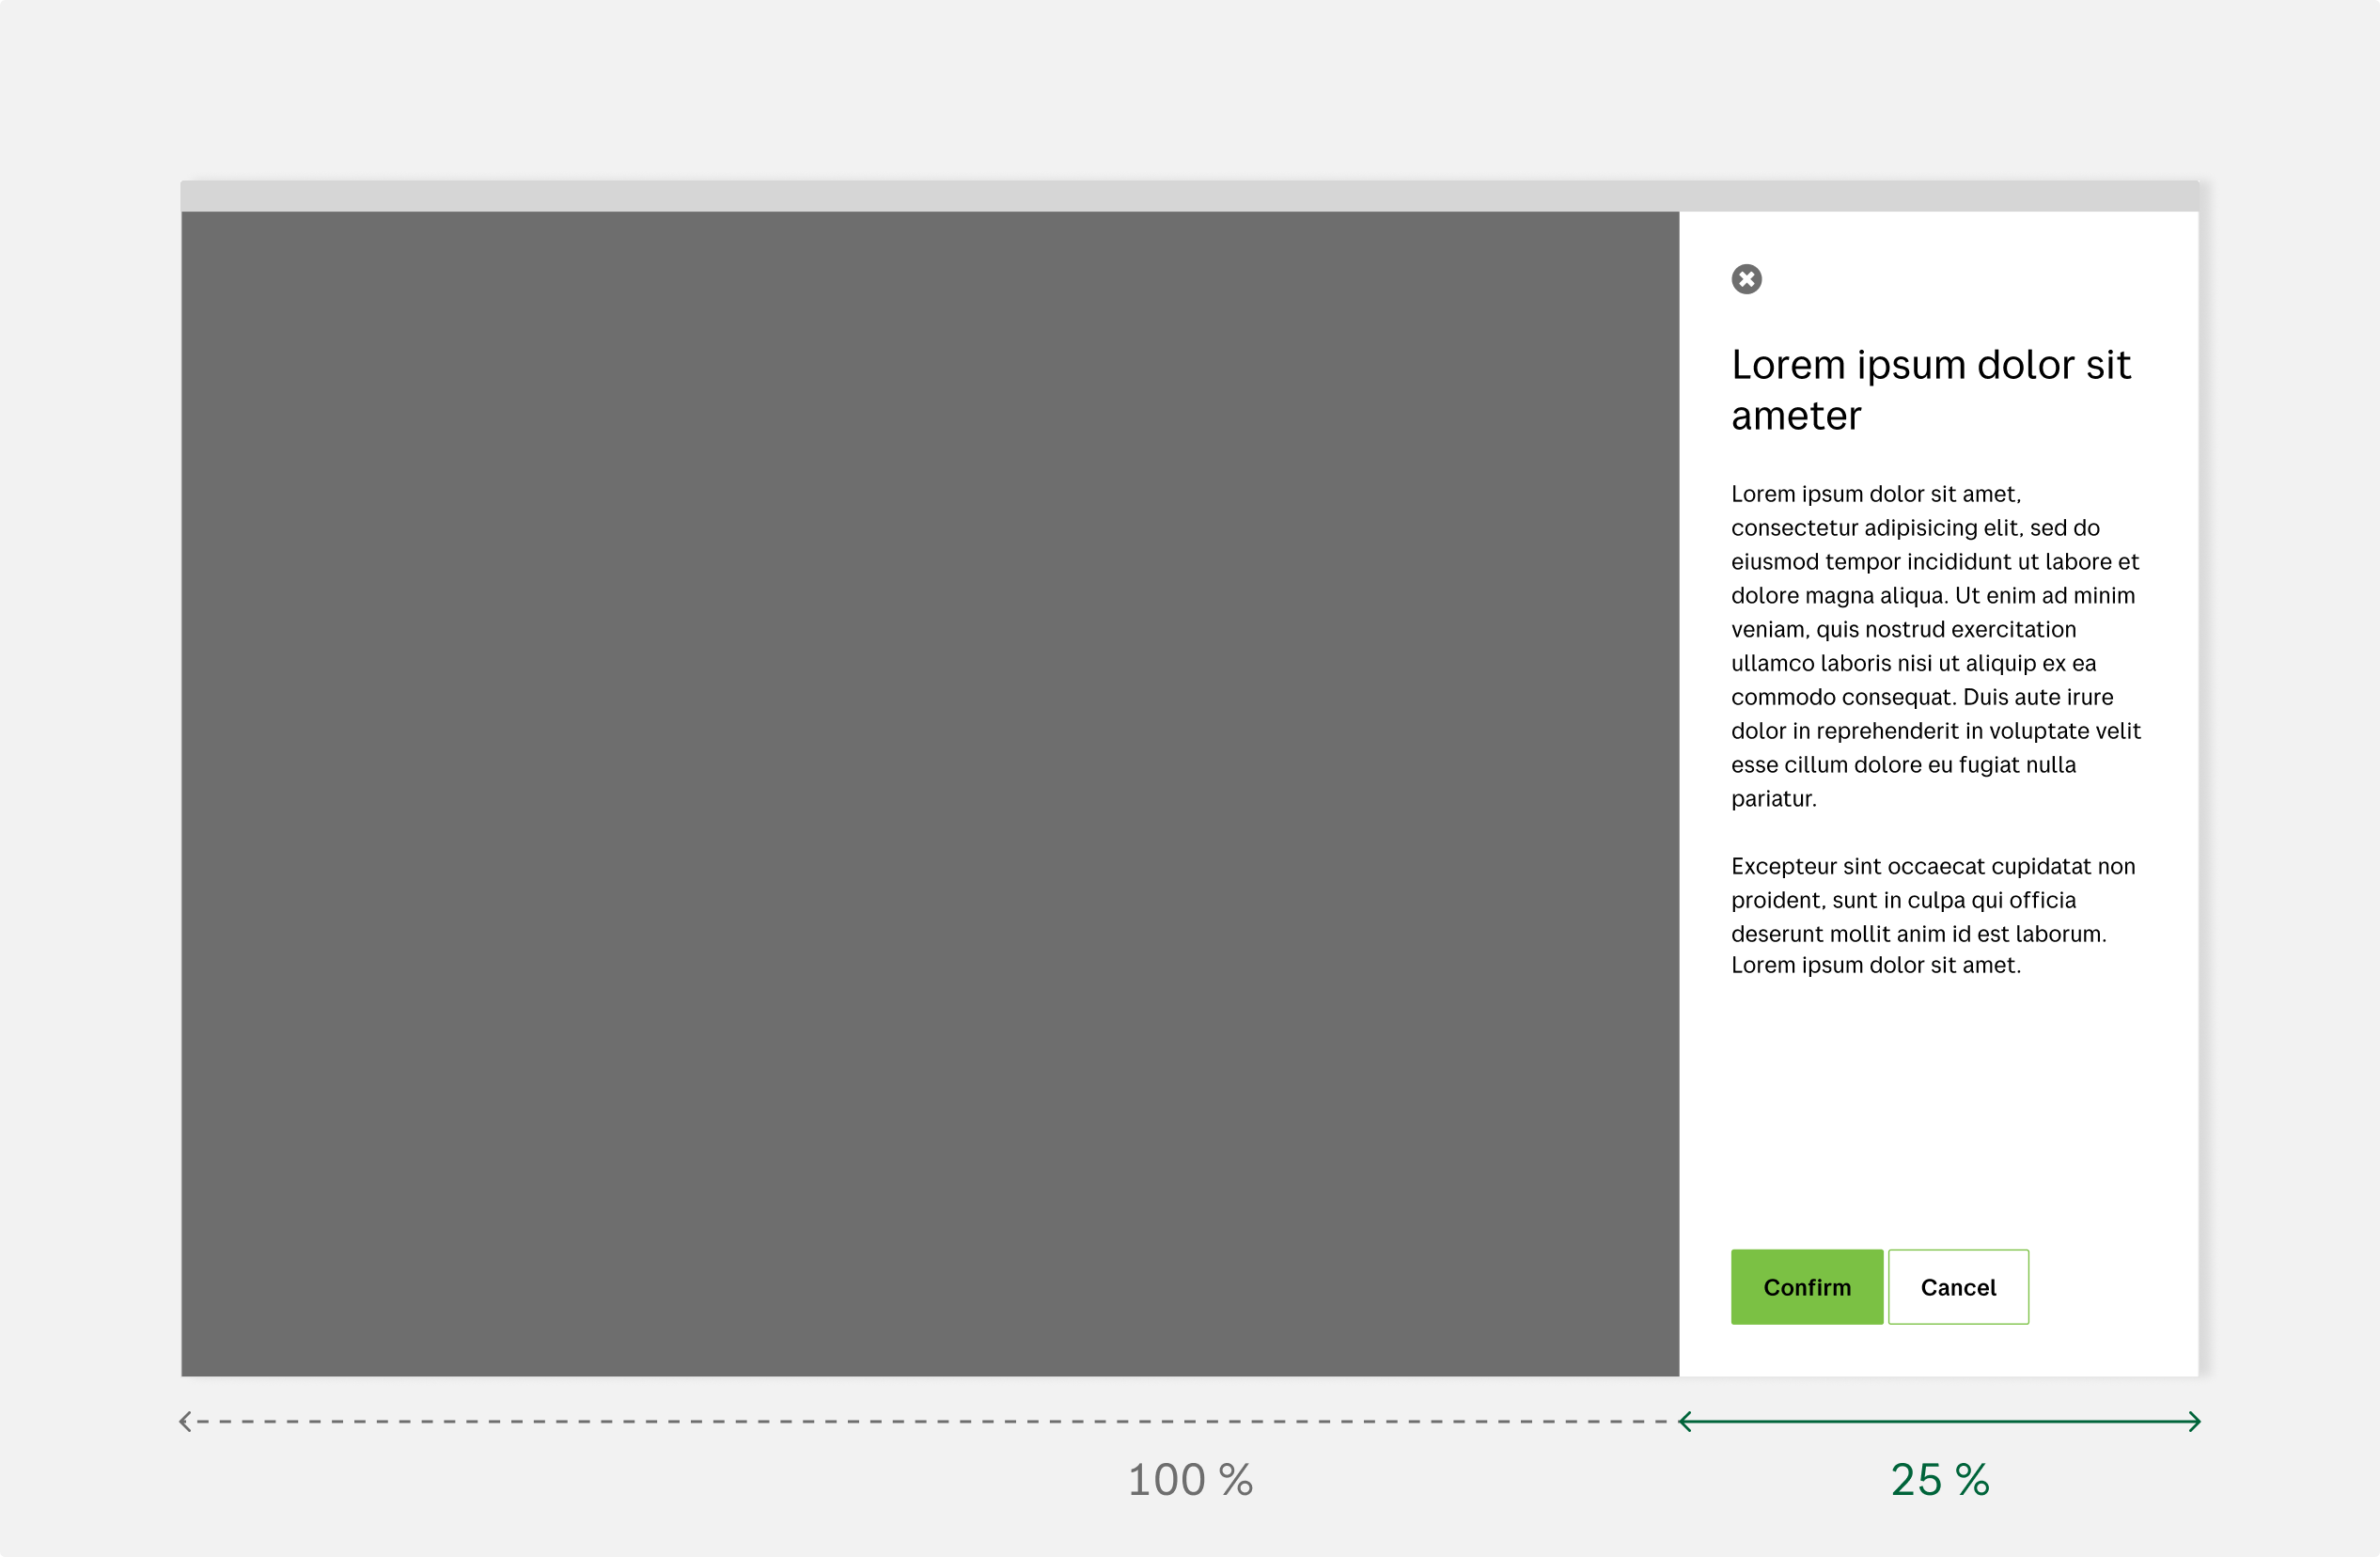 Lorem ipsum dolor sit
ameter
Lorem ipsum dolor sit amet,
consectetur adipisicing elit, sed do
eiusmod tempor incididunt ut labore et
dolore magna aliqua. Ut enim ad minim
veniam, quis nostrud exercitation
ullamco laboris nisi ut aliquip ex ea
commodo consequat. Duis aute irure
dolor in reprehenderit in voluptate velit
esse cillum dolore eu fugiat nulla
pariatur.
Excepteur sint occaecat cupidatat non
proident, sunt in culpa qui officia
deserunt mollit anim id est laborum.
Lorem ipsum dolor sit amet.
Confirm Cancel
100 % 25 %